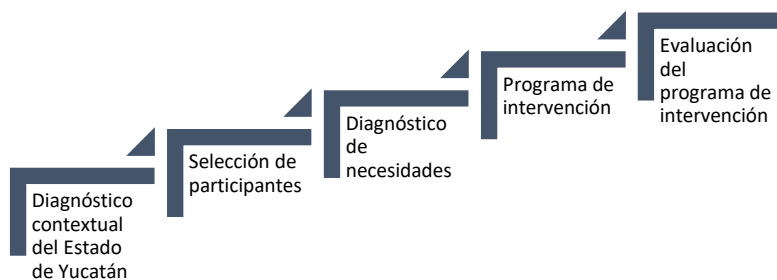 Diagnóstico
contextual
del Estado
de Yucatán
Selección de
participantes
Diagnóstico
de
necesidades
Programa de
intervención
Evaluación
del
programa de
intervención